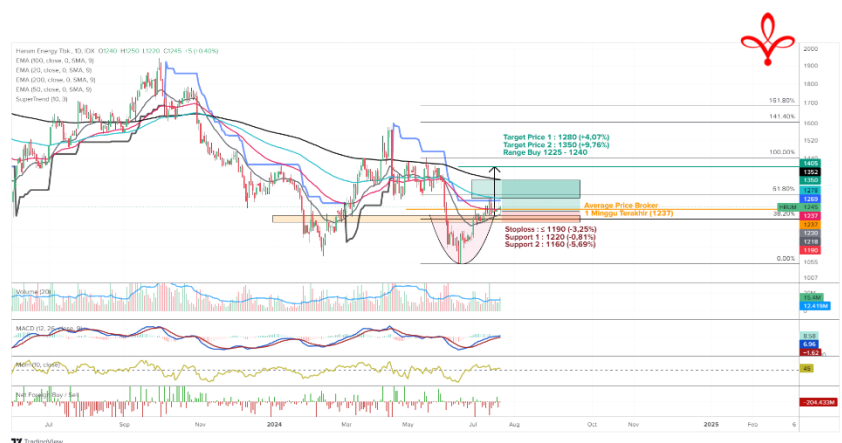 Harum Energy Tbk., 1D, IDX O1240 H1250 L1220 C1245 -5 (-0.40%)
EMA (100, close, 0, SMA, 9)
EMA (20, close, 0, SMA, 9)
EMA (200, close, 0, SMA, 9)
EMA (50, close, 0, SMA, 9)
SuperTrend (10, 3)
2000
1900
1800
151.80%
1700
141.40%
1600
1520
Target Price 1 : 1280 (+4,07%)
Target Price 2 : 1350 (+9,76%)
Range Buy 1225 - 1240
100.00%
1405
1352
1350
61.80%
1278
1269
Average Price Broker
HRUM
1245
1 Minggu Terakhir (1237)
38.20%
1237
1237
1230
1218
1190
Stoploss : ≤ 1190 (-3,25%)
Support 1 : 1220 (-0,81%)
Support 2 : 1160 (-5,69%)
0.00%
1055
1007
Volume (20)
15.4M
12.419M
0
MACD (12, 26, close, 9)
8.58
6.96
−1.62
Mom (10, close)
45
Net Foreign Buy / Sell
−204.433M
Jul
Sep
Nov
2024
Mar
May
Jul
Aug
Oct
Nov
2025
Feb
6
TradingView